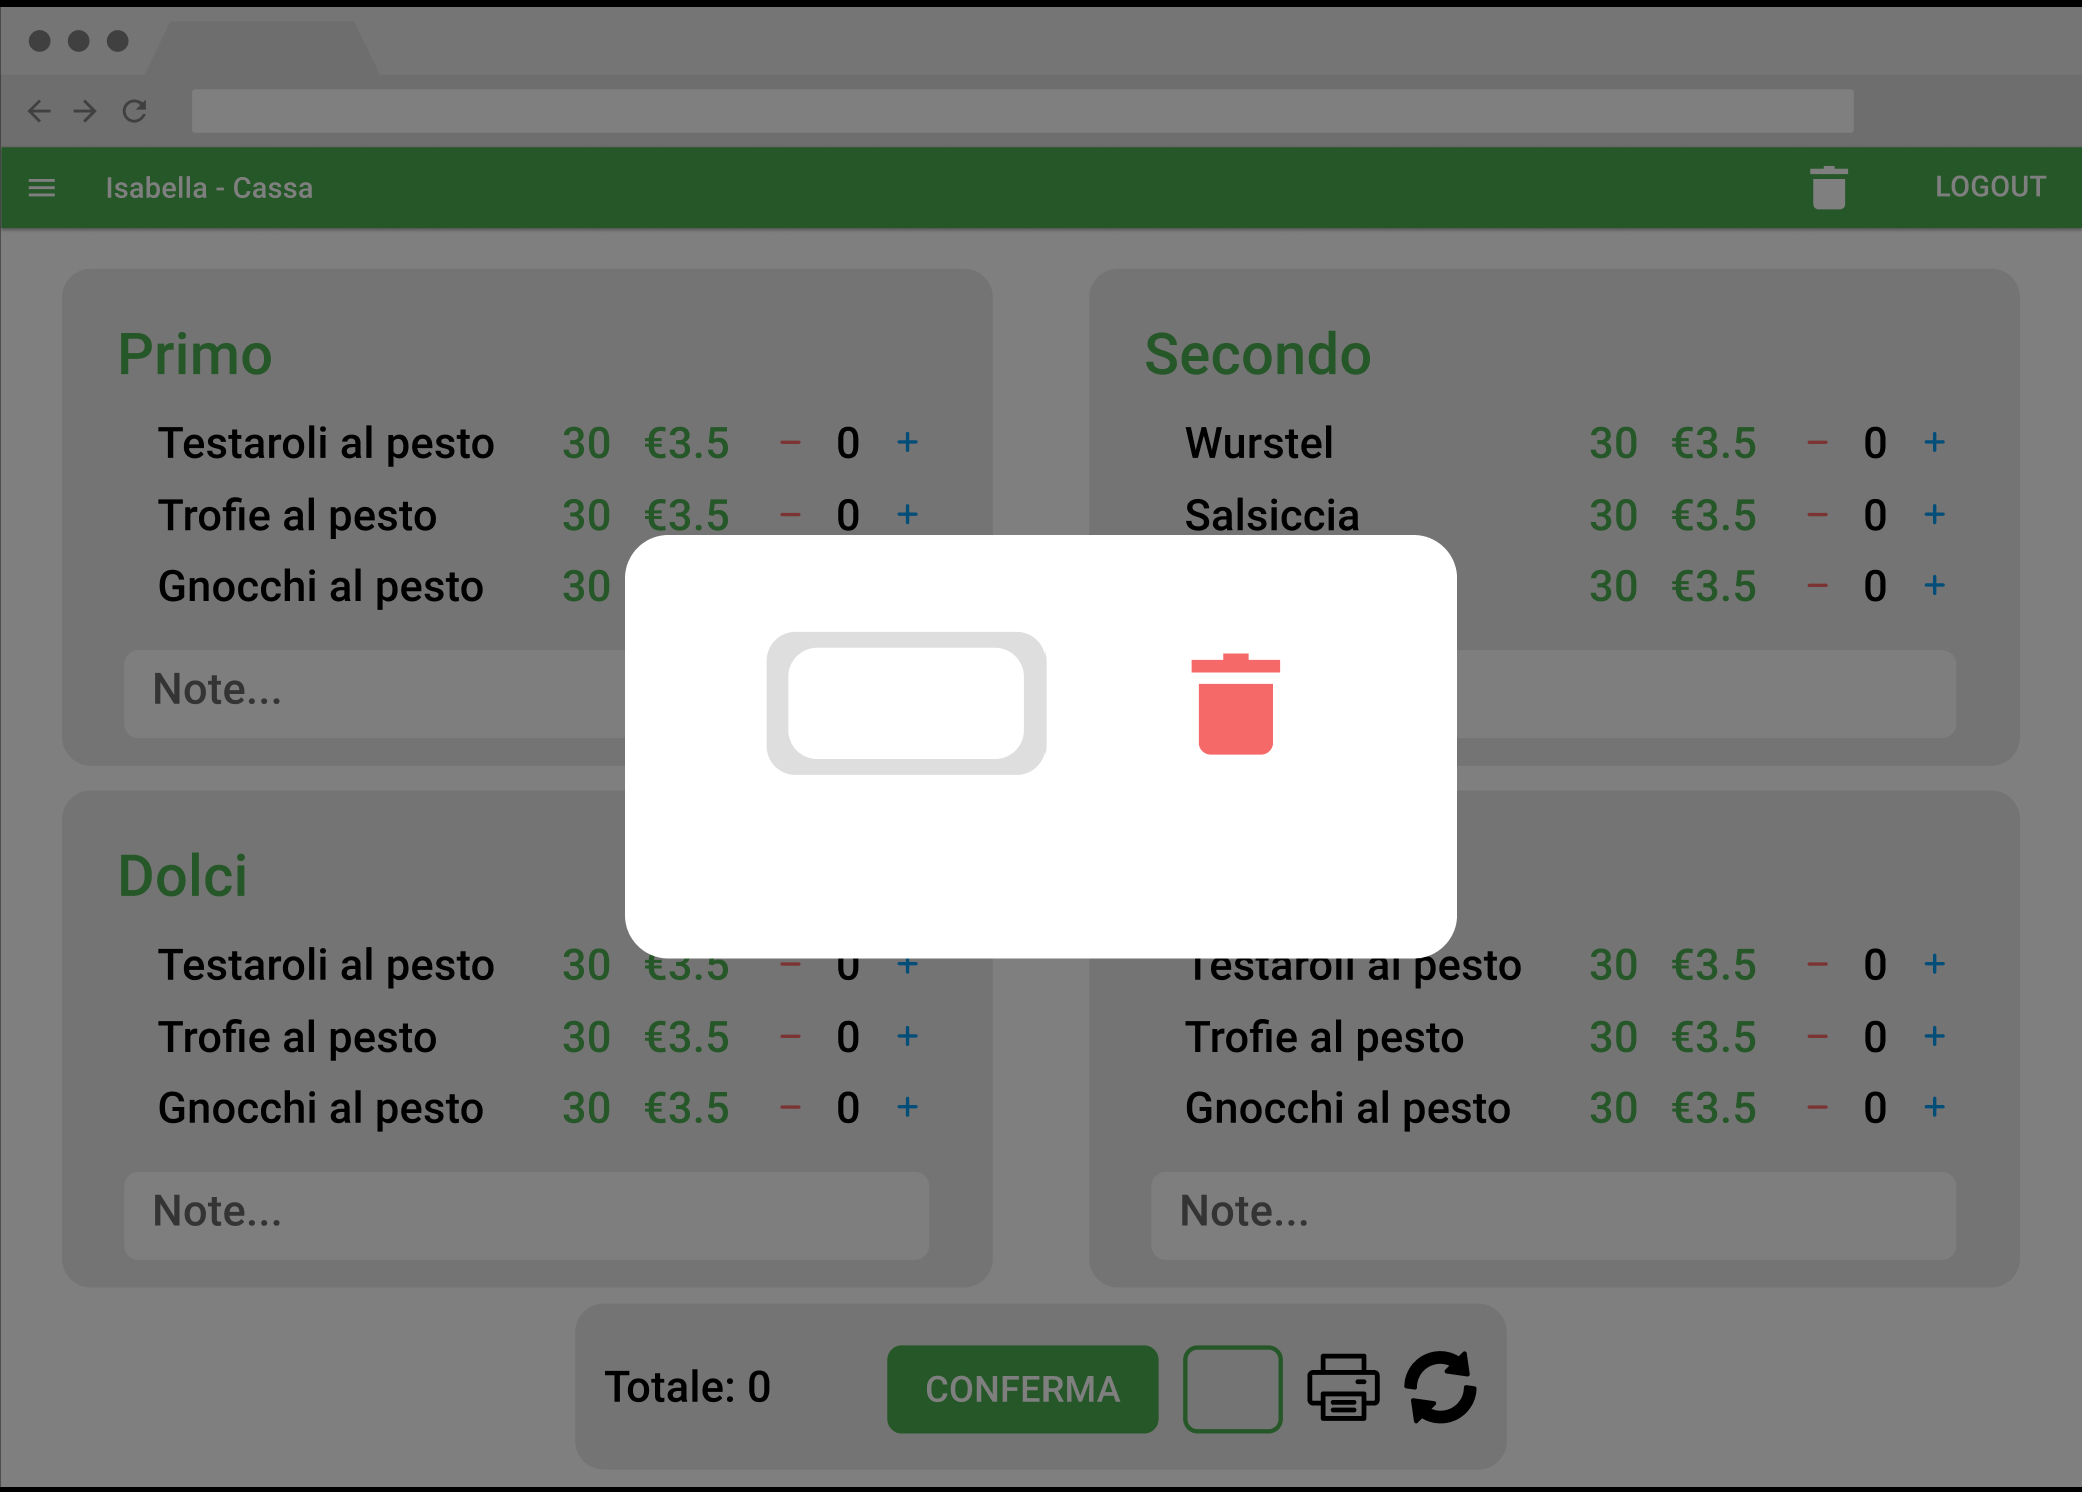 Isabella - Cassa
LOGOUT
Primo
Testaroli al pesto 30 €3.5 – 0 +
Trofie al pesto 30 €3.5 – 0 +
Gnocchi al pesto 30
Note...
Secondo
Wurstel 30 €3.5 – 0 +
Salsiccia 30 €3.5 – 0 +
30 €3.5 – 0 +
Dolci
Testaroli al pesto 30 €3.5 – 0 +
Trofie al pesto 30 €3.5 – 0 +
Gnocchi al pesto 30 €3.5 – 0 +
Note...
Testaroli al pesto 30 €3.5 – 0 +
Trofie al pesto 30 €3.5 – 0 +
Gnocchi al pesto 30 €3.5 – 0 +
Note...
Totale: 0
CONFERMA